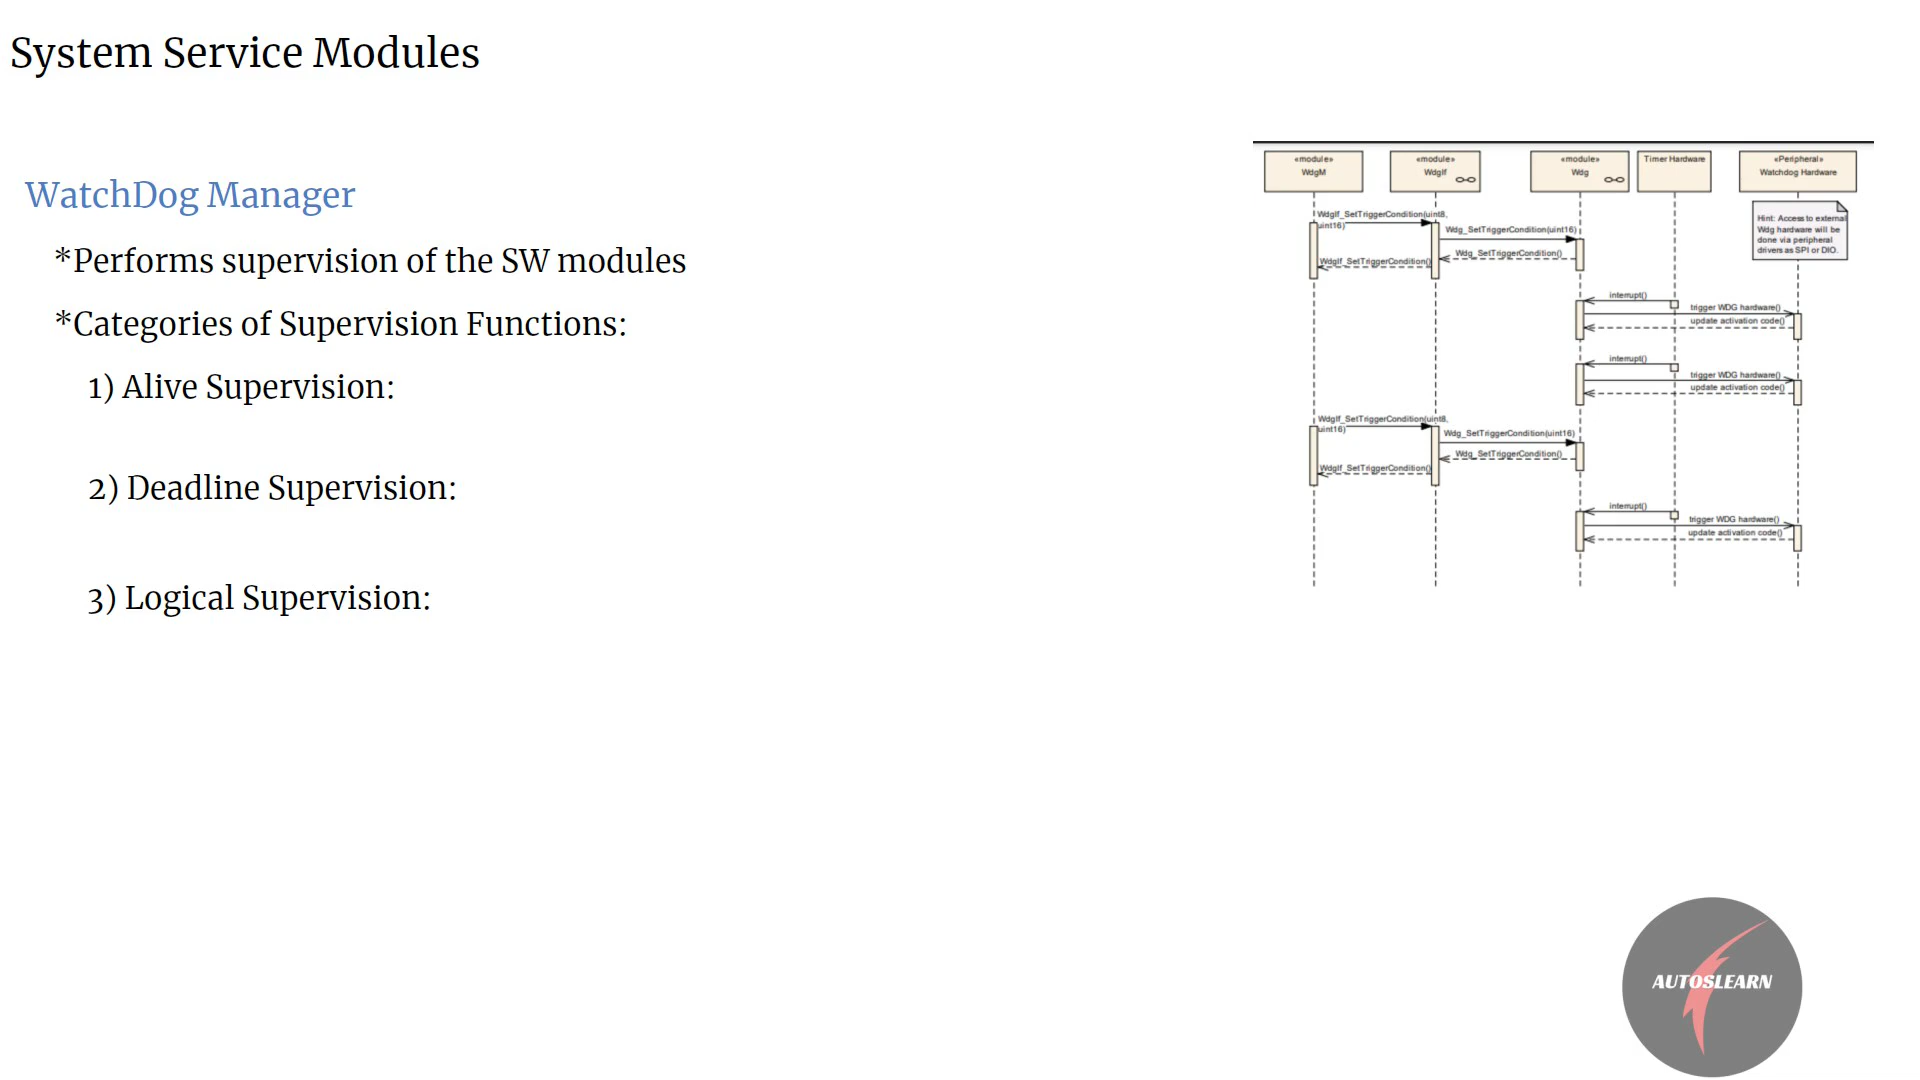 System Service Modules
WatchDog Manager
*Performs supervision of the SW modules
*Categories of Supervision Functions:
1) Alive Supervision:
2) Deadline Supervision:
3) Logical Supervision:
«module»
WdgM
«module»
WdgIf
«module»
Wdg
Timer Hardware
«Peripheral»
Watchdog Hardware
Hint: Access to external
Wdg hardware will be
done via peripheral
drivers as SPI or DIO.
WdgIf_SetTriggerCondition(uint8,
uint16)
Wdg_SetTriggerCondition(uint16)
Wdg_SetTriggerCondition()
WdgIf_SetTriggerCondition()
interrupt()
trigger WDG hardware()
update activation code()
interrupt()
trigger WDG hardware()
update activation code()
WdgIf_SetTriggerCondition(uint8,
uint16)
Wdg_SetTriggerCondition(uint16)
Wdg_SetTriggerCondition()
WdgIf_SetTriggerCondition()
interrupt()
trigger WDG hardware()
update activation code()
AUTOSLEARN